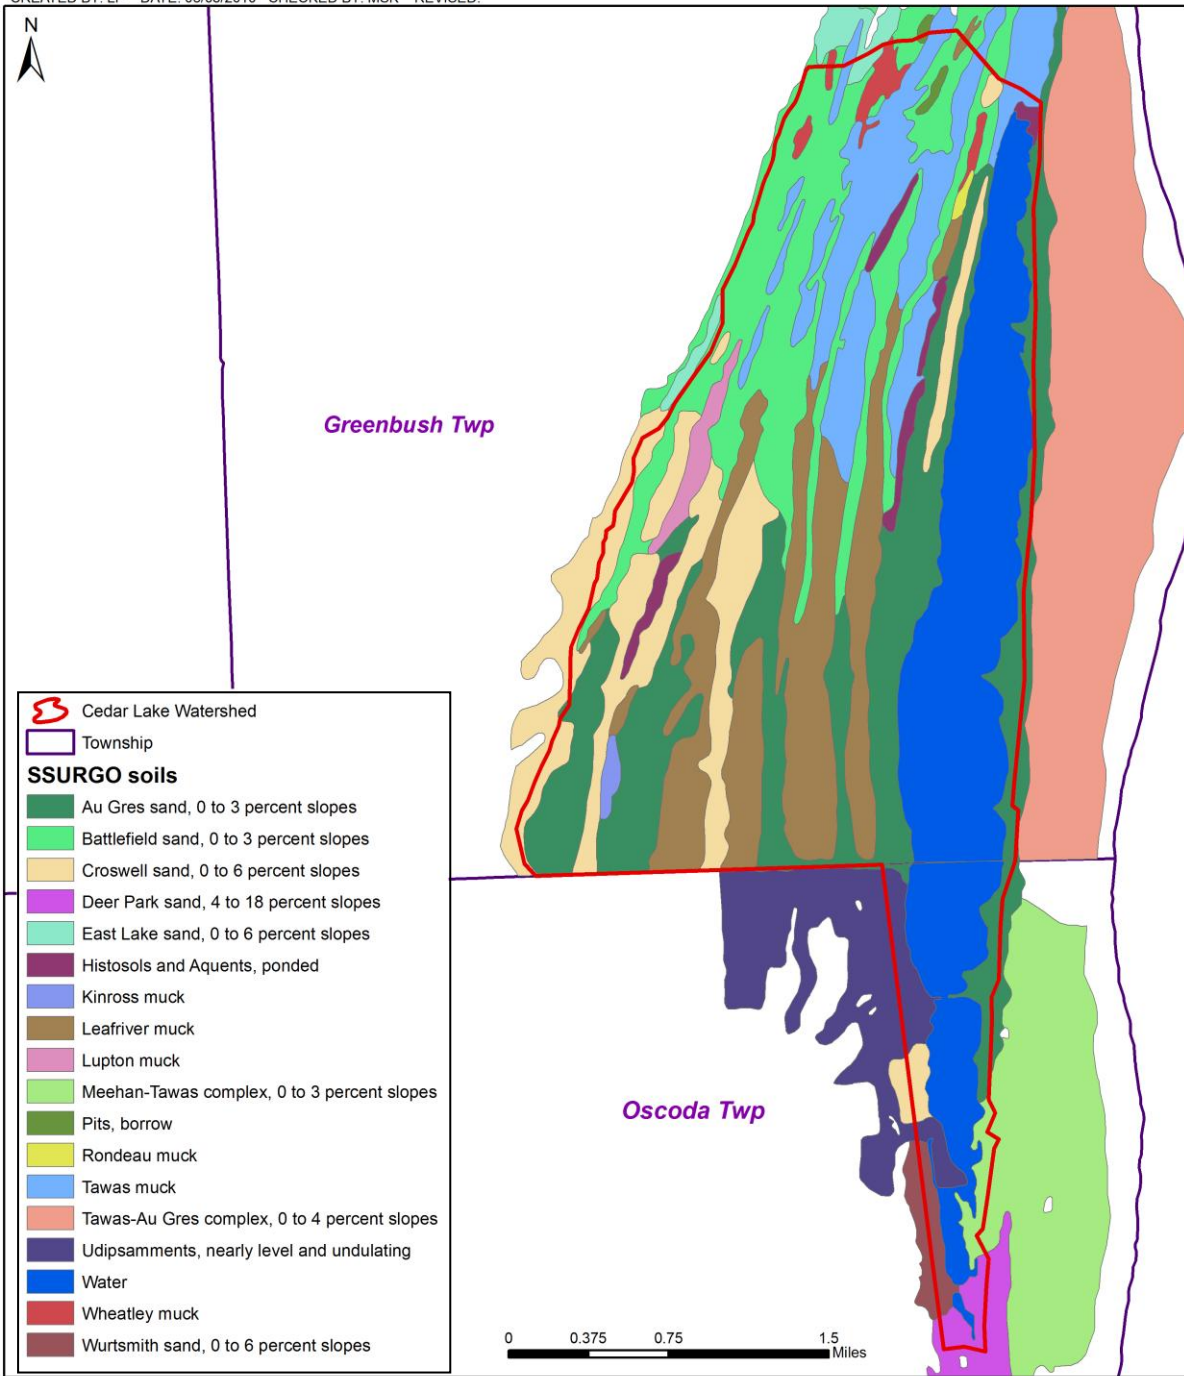 N
Greenbush Twp
Cedar Lake Watershed
Township
SSURGO soils
Au Gres sand, 0 to 3 percent slopes
Battlefield sand, 0 to 3 percent slopes
Croswell sand, 0 to 6 percent slopes
Deer Park sand, 4 to 18 percent slopes
East Lake sand, 0 to 6 percent slopes
Histosols and Aquents, ponded
Kinross muck
Leafriver muck
Lupton muck
Meehan-Tawas complex, 0 to 3 percent slopes
Pits, borrow
Rondeau muck
Tawas muck
Tawas-Au Gres complex, 0 to 4 percent slopes
Udipsamments, nearly level and undulating
Water
Wheatley muck
Wurtsmith sand, 0 to 6 percent slopes
Oscoda Twp
0 0.375 0.75 1.5
Miles